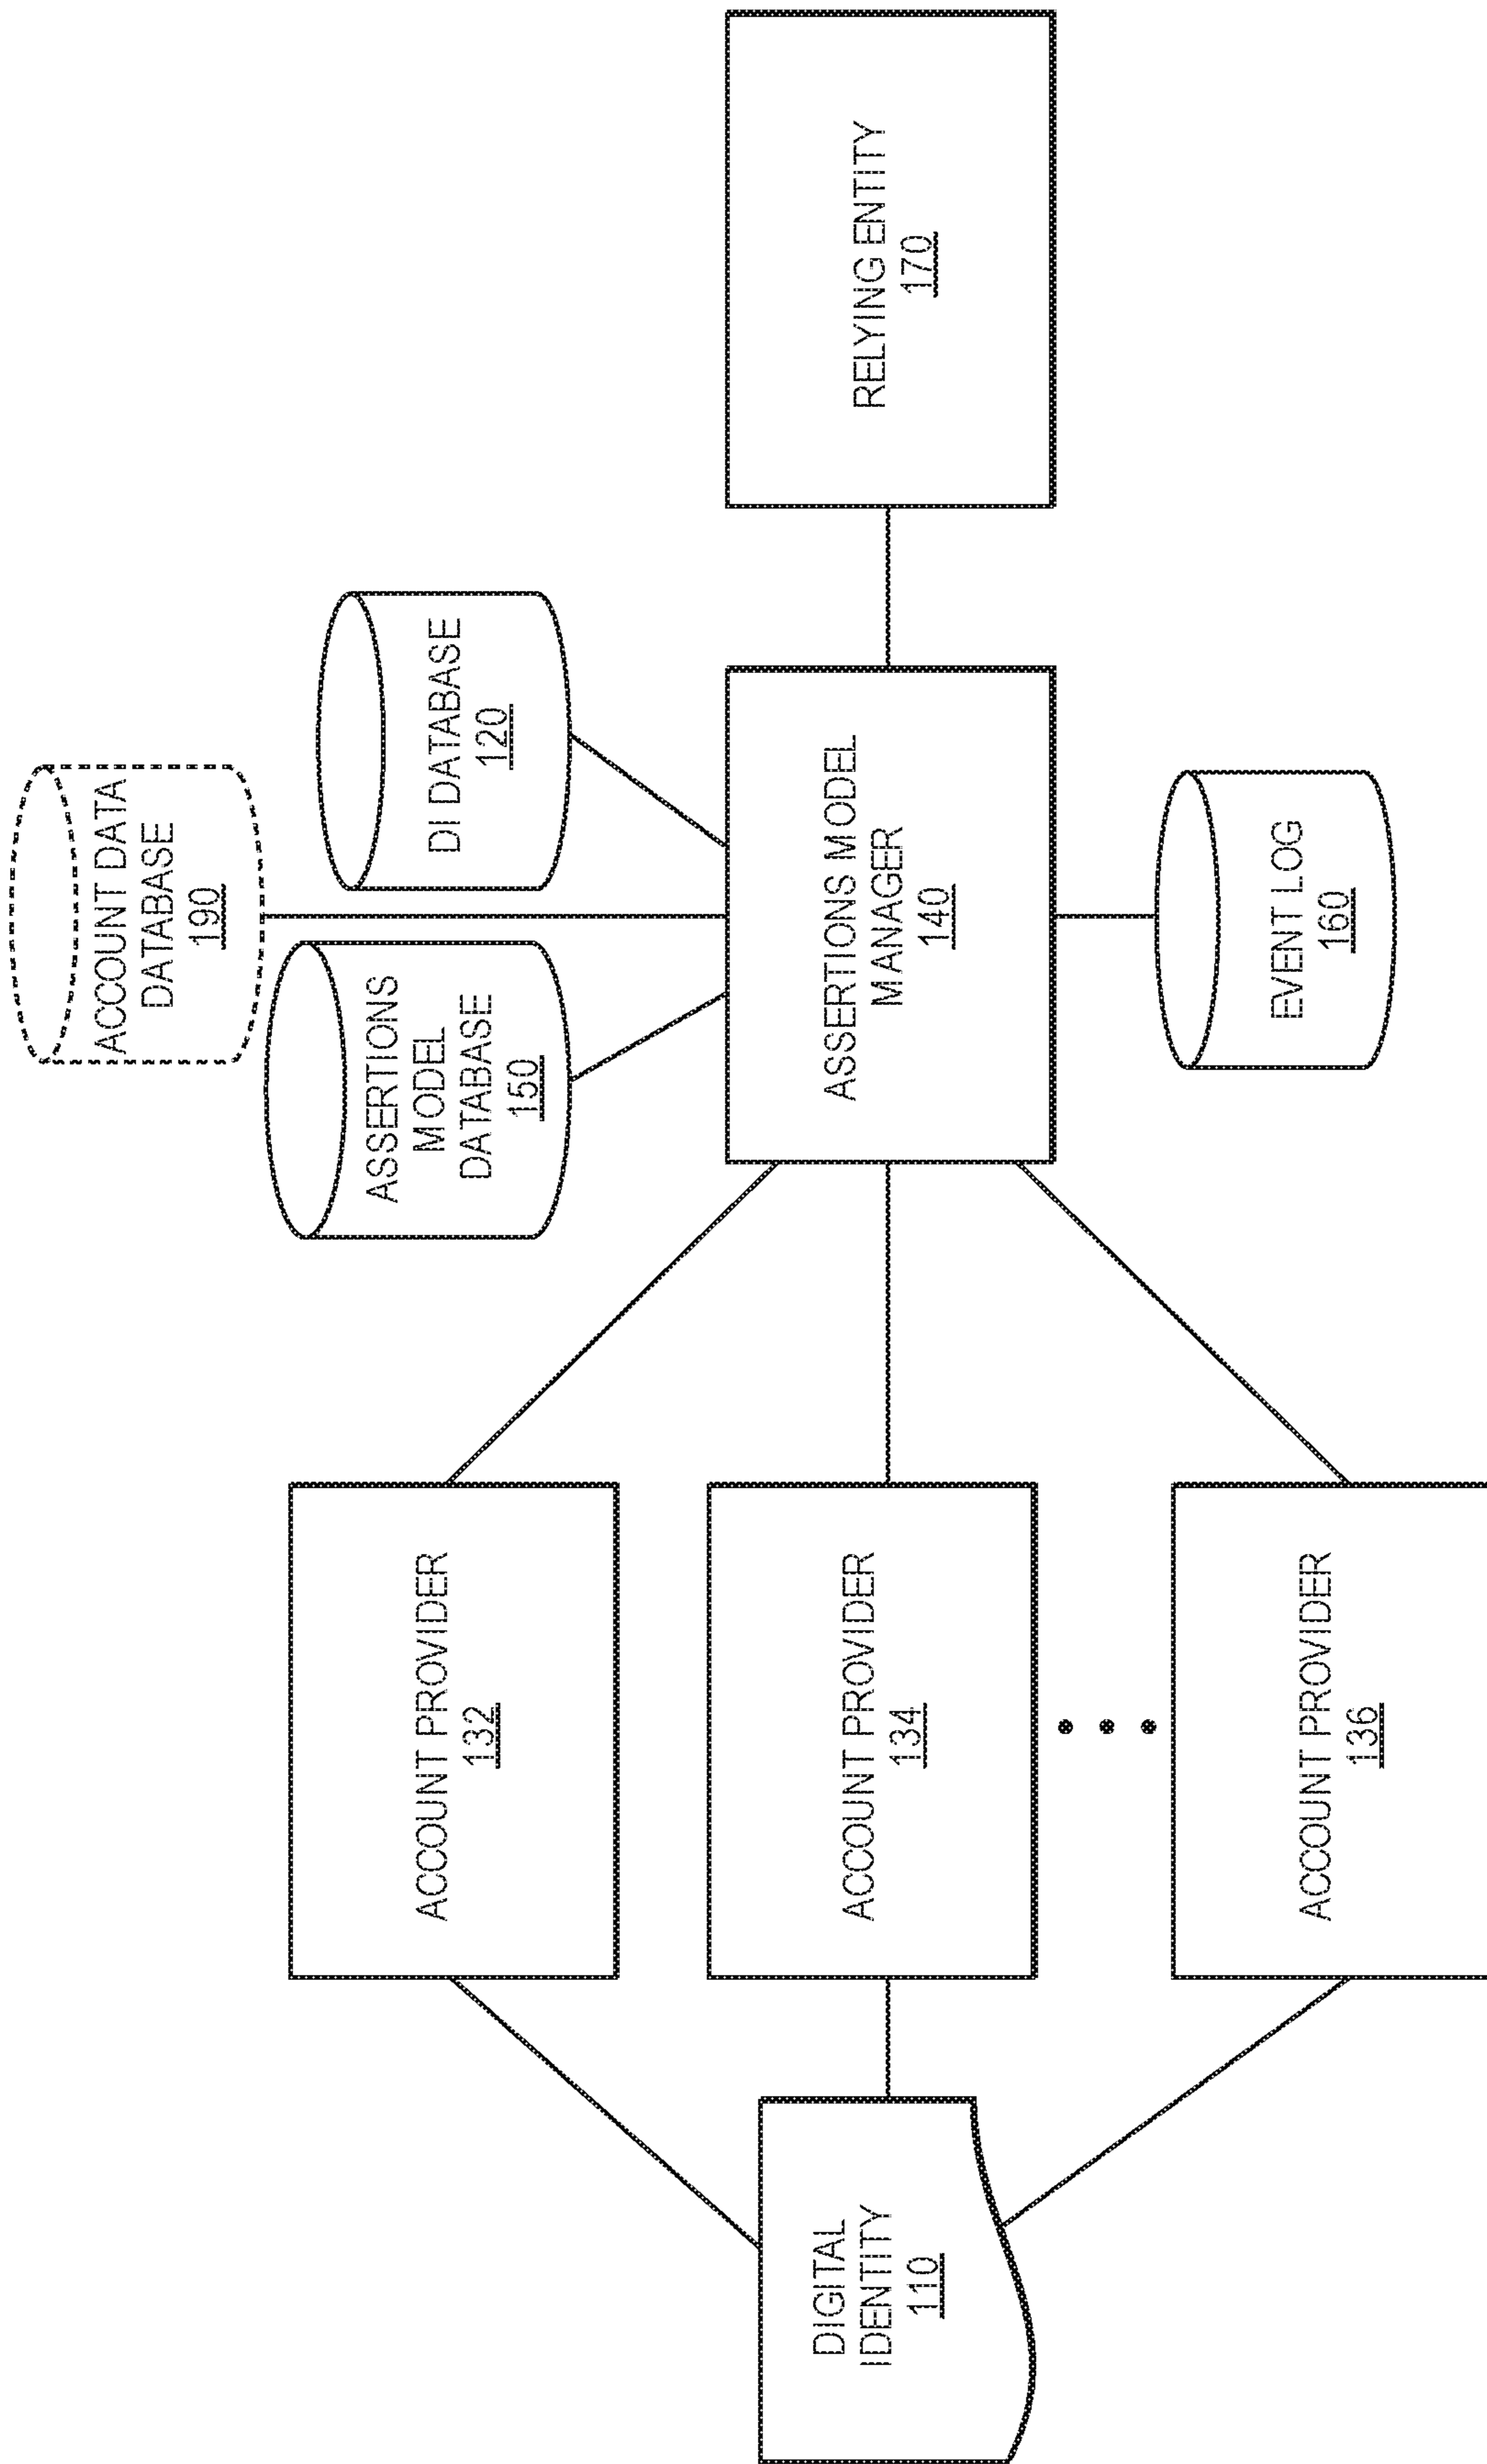 ACCOUNT DATA
DATABASE
190
ASSERTIONS
MODEL
DATABASE
150
DI DATABASE
120
DIGITAL
IDENTITY
110
ACCOUNT PROVIDER
132
ACCOUNT PROVIDER
134
ACCOUNT PROVIDER
136
ASSERTIONS MODEL
MANAGER
140
RELYING ENTITY
170
EVENT LOG
160